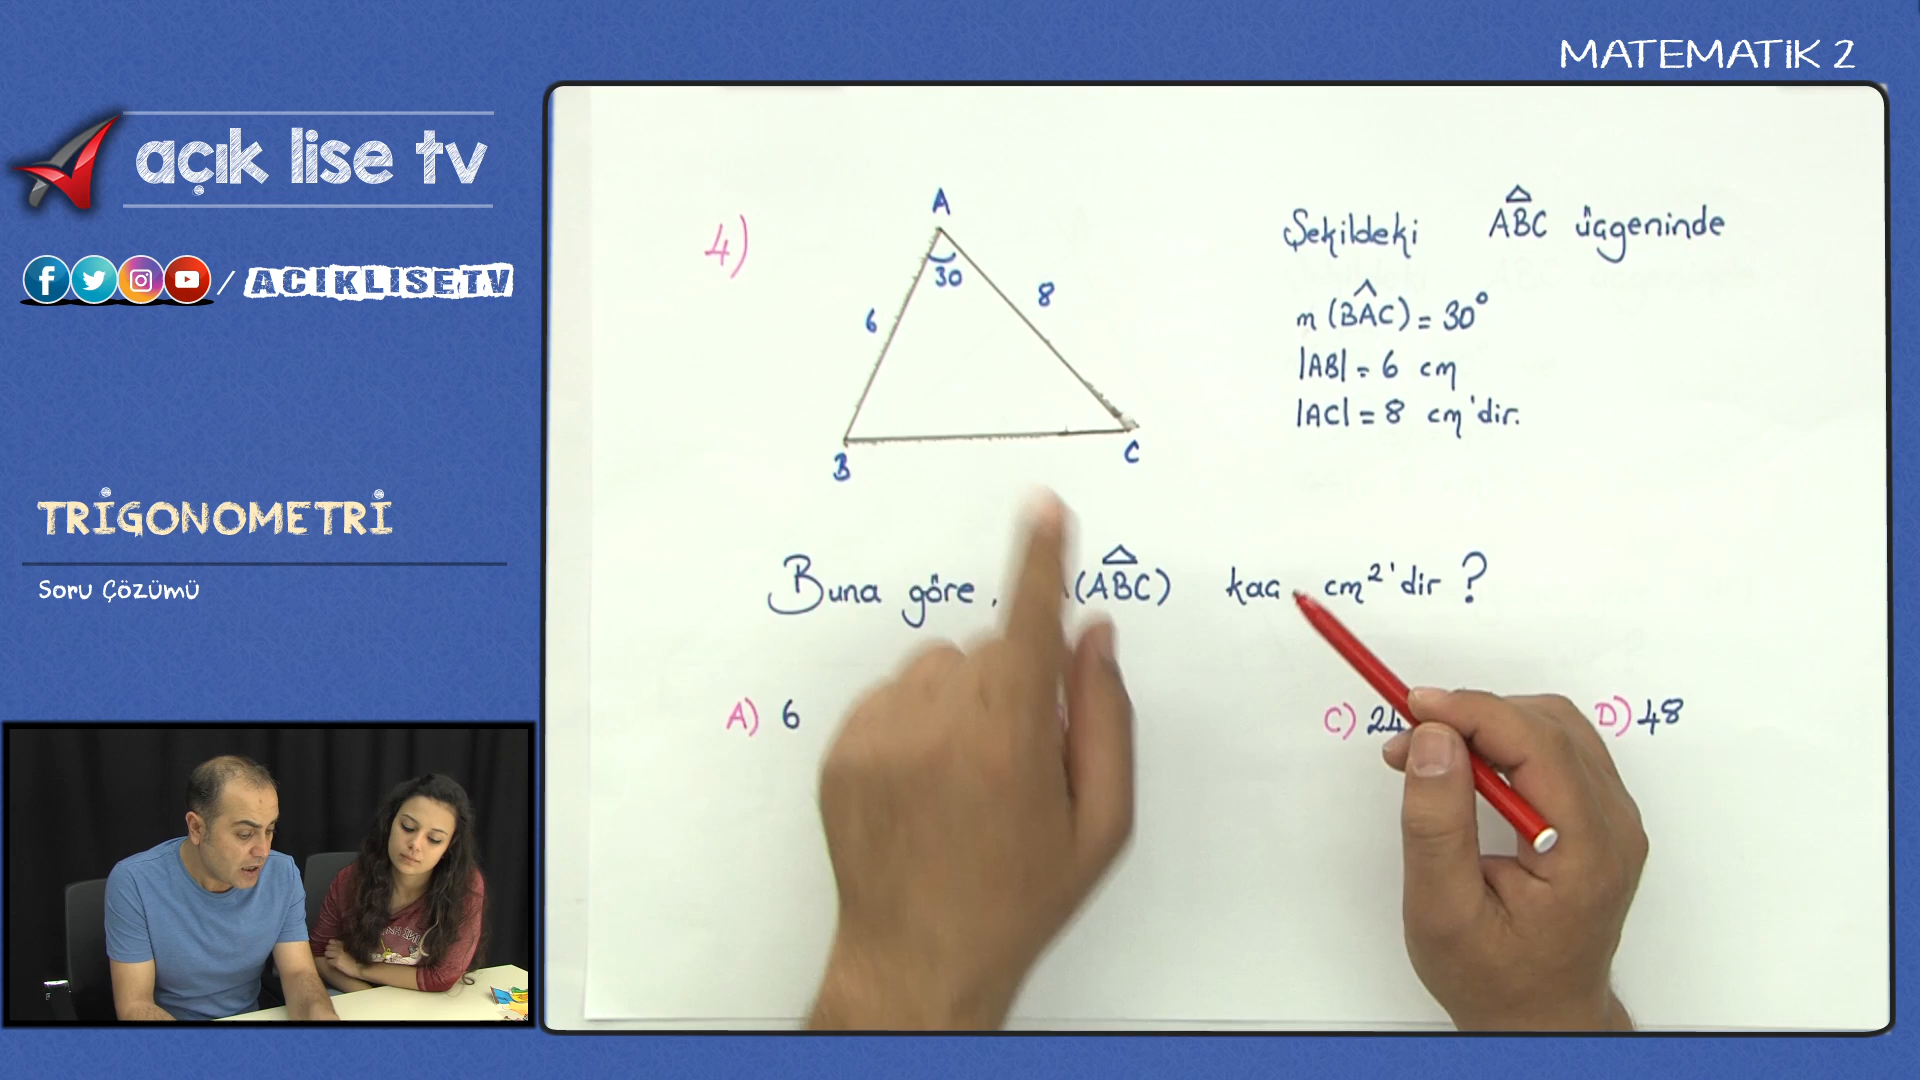 MATEMATİK 2
açık lise tv
/ ACIKLISETV
TRİGONOMETRİ
Soru Çözümü
4)
A
30
6
8
B
C
Şekildeki ABC üçgeninde
m (BAC) = 30°
|AB| = 6 cm
|AC| = 8 cm'dir.
Buna göre, (ABC) kaç cm²'dir ?
A) 6
C) 24
D) 48